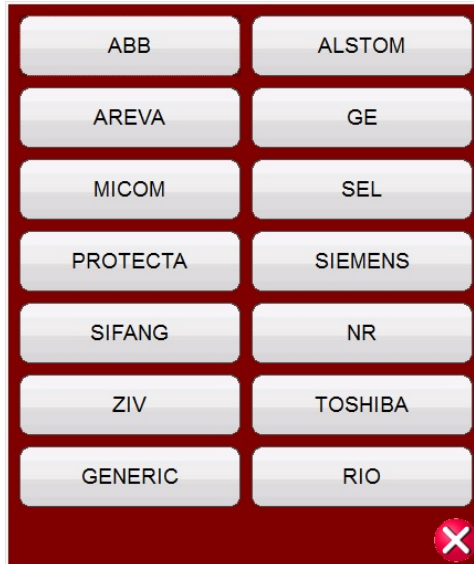 ABB
ALSTOM
AREVA
GE
MICOM
SEL
PROTECTA
SIEMENS
SIFANG
NR
ZIV
TOSHIBA
GENERIC
RIO